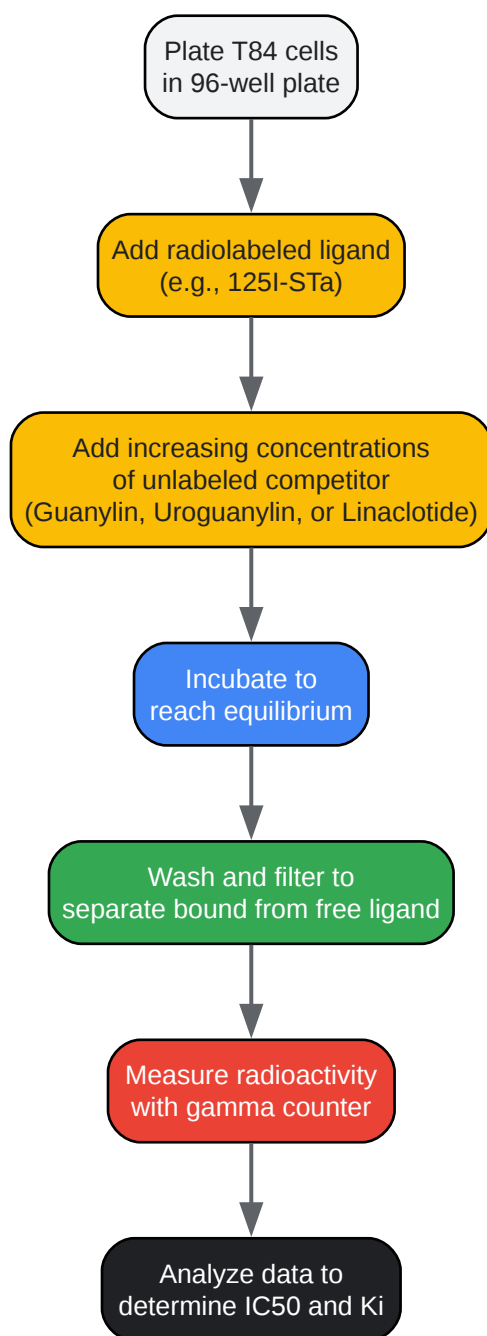 Plate T84 cells
in 96-well plate
Add radiolabeled ligand
(e.g., 125I-STa)
Add increasing concentrations
of unlabeled competitor
(Guanylin, Uroguanylin, or Linaclotide)
Incubate to
reach equilibrium
Wash and filter to
separate bound from free ligand
Measure radioactivity
with gamma counter
Analyze data to
determine IC50 and Ki